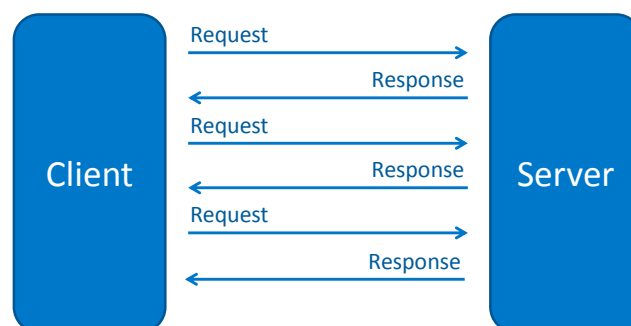 Request
Response
Request
Client
Response
Server
Request
Response